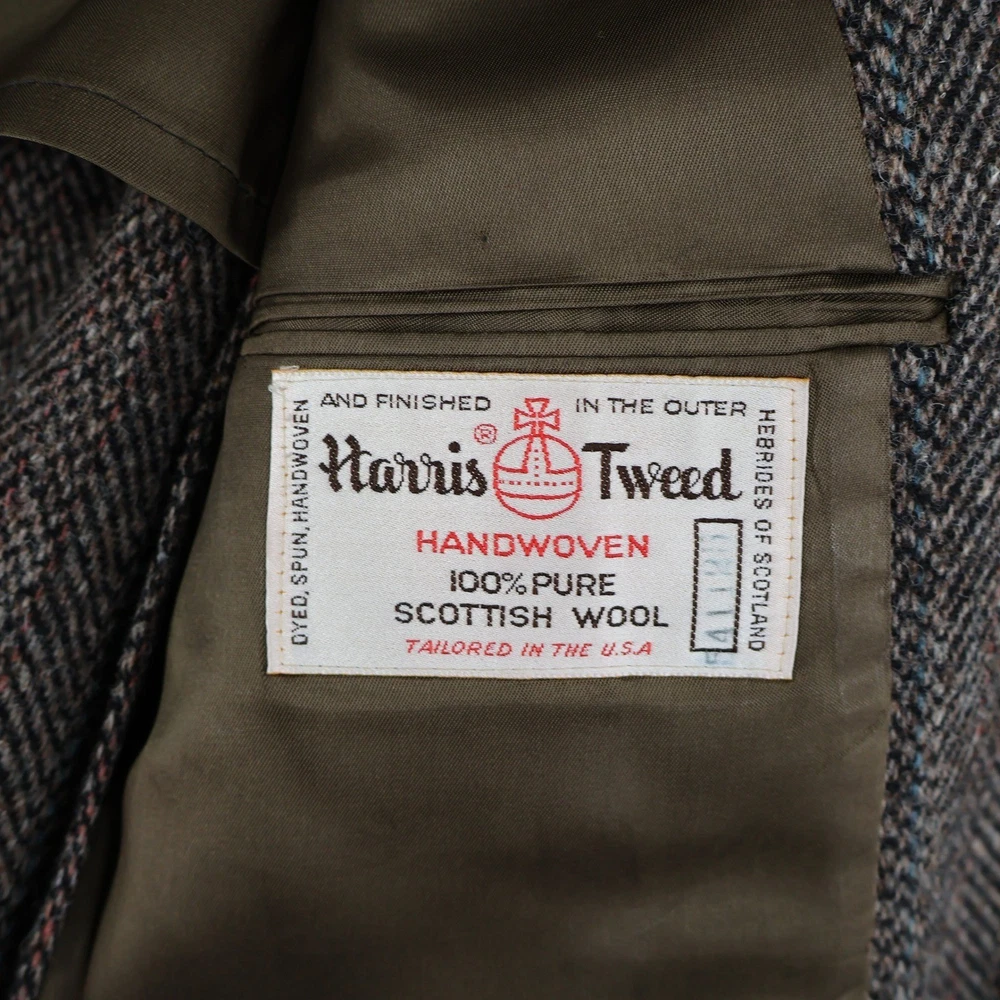 DYED, SPUN, HANDWOVEN
AND FINISHED IN THE OUTER
HEBRIDES OF SCOTLAND
Harris® Tweed
HANDWOVEN
100% PURE
SCOTTISH WOOL
TAILORED IN THE U.S.A